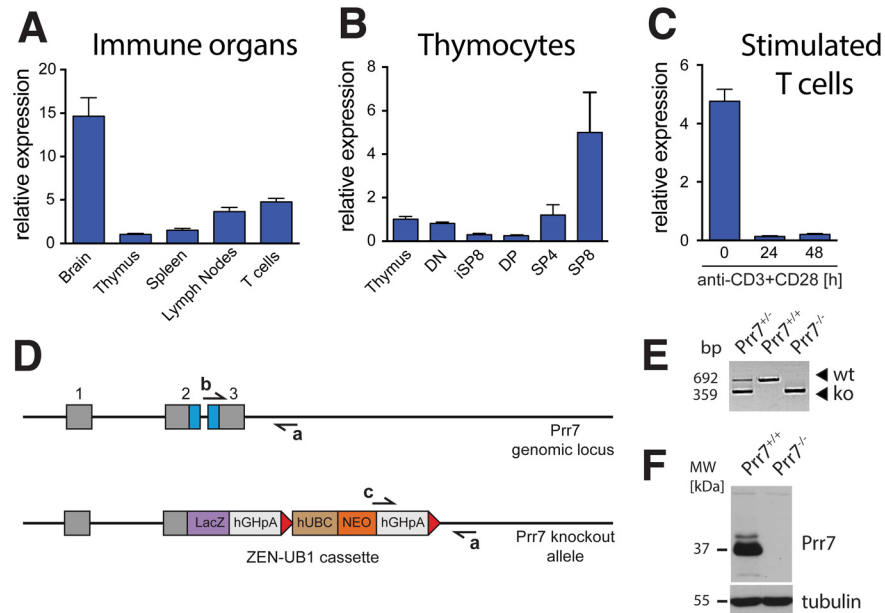 A
Immune organs
relative expression
20
15
10
5
0
Brain
Thymus
Spleen
Lymph Nodes
T cells
B
Thymocytes
relative expression
8
6
4
2
0
Thymus
DN
iSP8
DP
SP4
SP8
C
Stimulated
T cells
relative expression
6
4
2
0
0 24 48
anti-CD3+CD28 [h]
D
1 2 b 3
a
Prr7
genomic locus
c
LacZ hGHpA hUBC NEO hGHpA
a
ZEN-UB1 cassette
Prr7 knockout
allele
E
bp
Prr7+/- Prr7+/+ Prr7-/-
692 wt
359 ko
F
MW
[kDa]
Prr7+/+ Prr7-/-
37 Prr7
55 tubulin